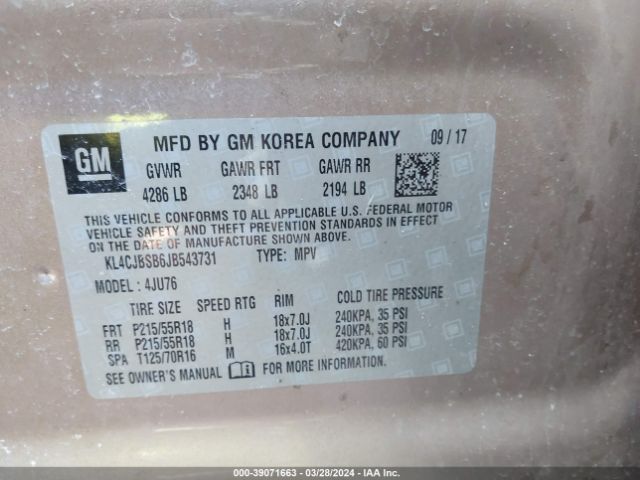 GM
MFD BY GM KOREA COMPANY 09/17
GVWR GAWR FRT GAWR RR
4286 LB 2348 LB 2194 LB
THIS VEHICLE CONFORMS TO ALL APPLICABLE U.S. FEDERAL MOTOR
VEHICLE SAFETY AND THEFT PREVENTION STANDARDS IN EFFECT
ON THE DATE OF MANUFACTURE SHOWN ABOVE.
KL4CJBSB6JB543731 TYPE: MPV
MODEL: 4JU76
TIRE SIZE SPEED RTG RIM COLD TIRE PRESSURE
FRT P215/55R18 H 18x7.0J 240KPA, 35 PSI
RR P215/55R18 H 18x7.0J 240KPA, 35 PSI
SPA T125/70R16 M 16x4.0T 420KPA, 60 PSI
SEE OWNER'S MANUAL FOR MORE INFORMATION.
000-39071663 - 03/28/2024 - IAA Inc.